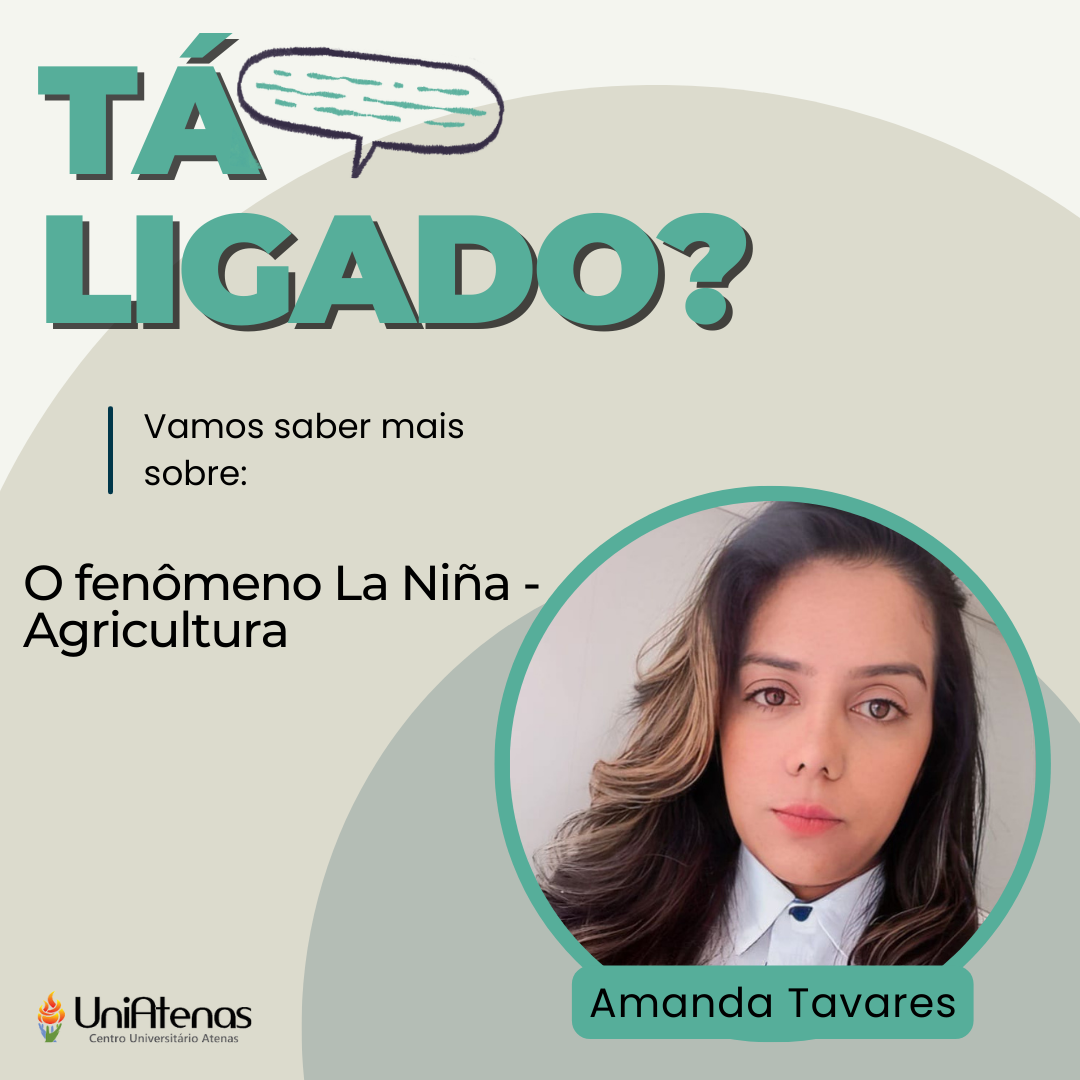 TÁ
LIGADO?
Vamos saber mais
sobre:
O fenômeno La Niña -
Agricultura
Amanda Tavares
UniAtenas
Centro Universitário Atenas